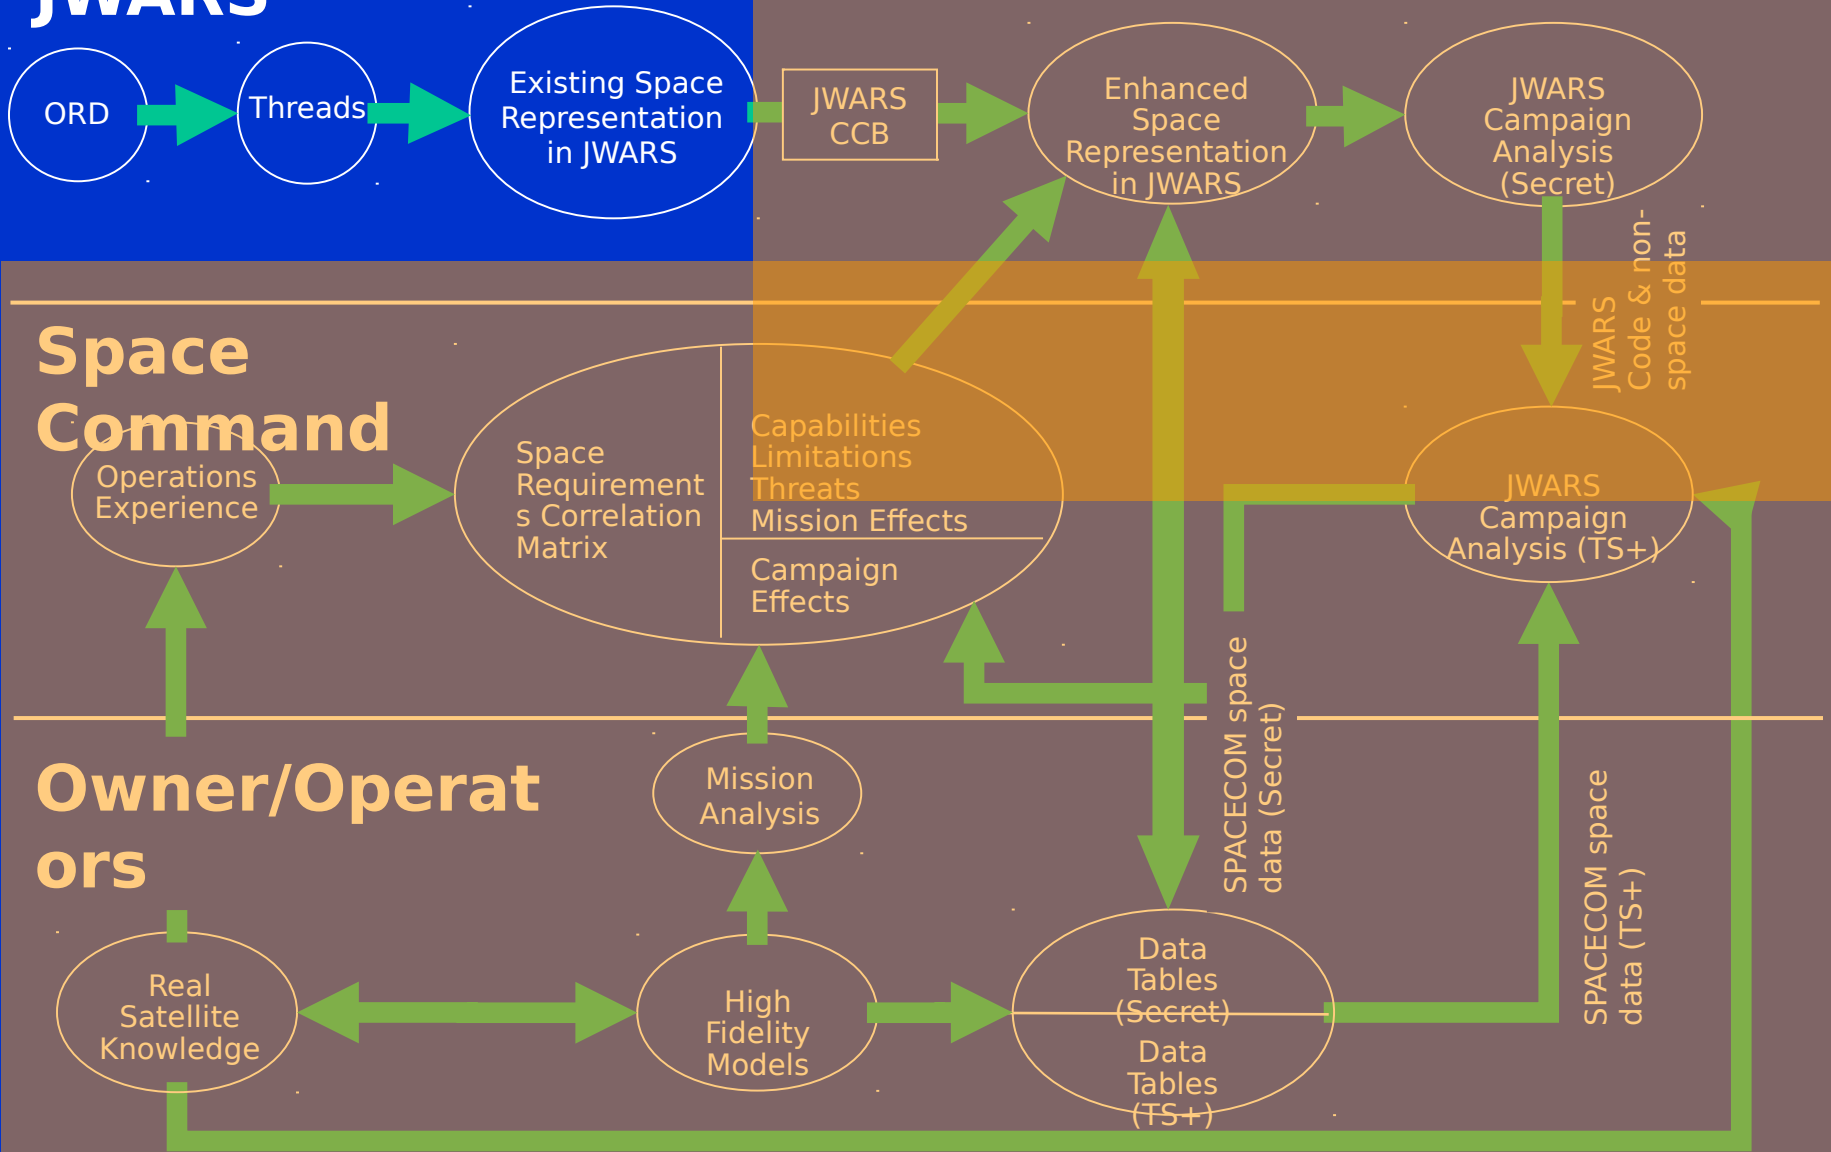 JWARS
ORD
Threads
Existing Space
Representation
in JWARS
JWARS
CCB
Enhanced
Space
Representation
in JWARS
JWARS
Campaign
Analysis
(Secret)
JWARS
Code & non-
space data
Space
Command
Operations
Experience
Space
Requirement
s Correlation
Matrix
Capabilities
Limitations
Threats
Mission Effects
Campaign
Effects
JWARS
Campaign
Analysis (TS+)
SPACECOM space
data (Secret)
SPACECOM space
data (TS+)
Owner/Operat
ors
Mission
Analysis
Real
Satellite
Knowledge
High
Fidelity
Models
Data
Tables
(Secret)
Data
Tables
(TS+)